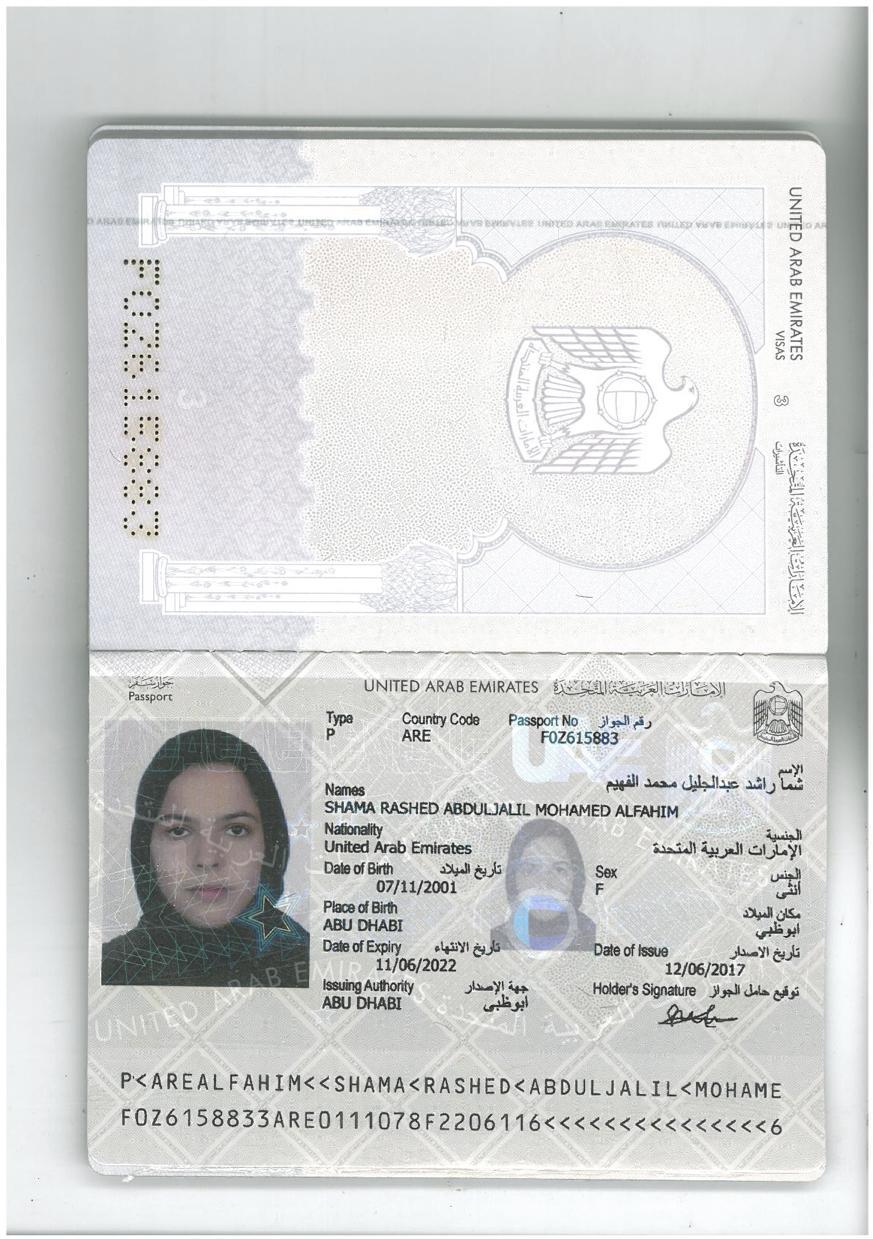 UNITED ARAB EMIRATES
VISAS
3
الإمارات العربية المتحدة
التأشيرات
FOZ615883
3
جواز سفر
Passport
UNITED ARAB EMIRATES الإمارات العربية المتحدة
Type Country Code Passport No رقم الجواز
P ARE F0Z615883
الإسم
شما راشد عبدالجليل محمد الفهيم
Names
SHAMA RASHED ABDULJALIL MOHAMED ALFAHIM
Nationality الجنسية
United Arab Emirates الإمارات العربية المتحدة
Date of Birth تاريخ الميلاد Sex الجنس
07/11/2001 F أنثى
Place of Birth مكان الميلاد
ABU DHABI أبوظبي
Date of Expiry تاريخ الانتهاء Date of Issue تاريخ الاصدار
11/06/2022 12/06/2017
Issuing Authority جهة الإصدار Holder's Signature توقيع حامل الجواز
ABU DHABI أبوظبي
P<AREALFAHIM<<SHAMA<RASHED<ABDULJALIL<MOHAME
FOZ6158833ARE0111078F2206116<<<<<<<<<<<<<<<6